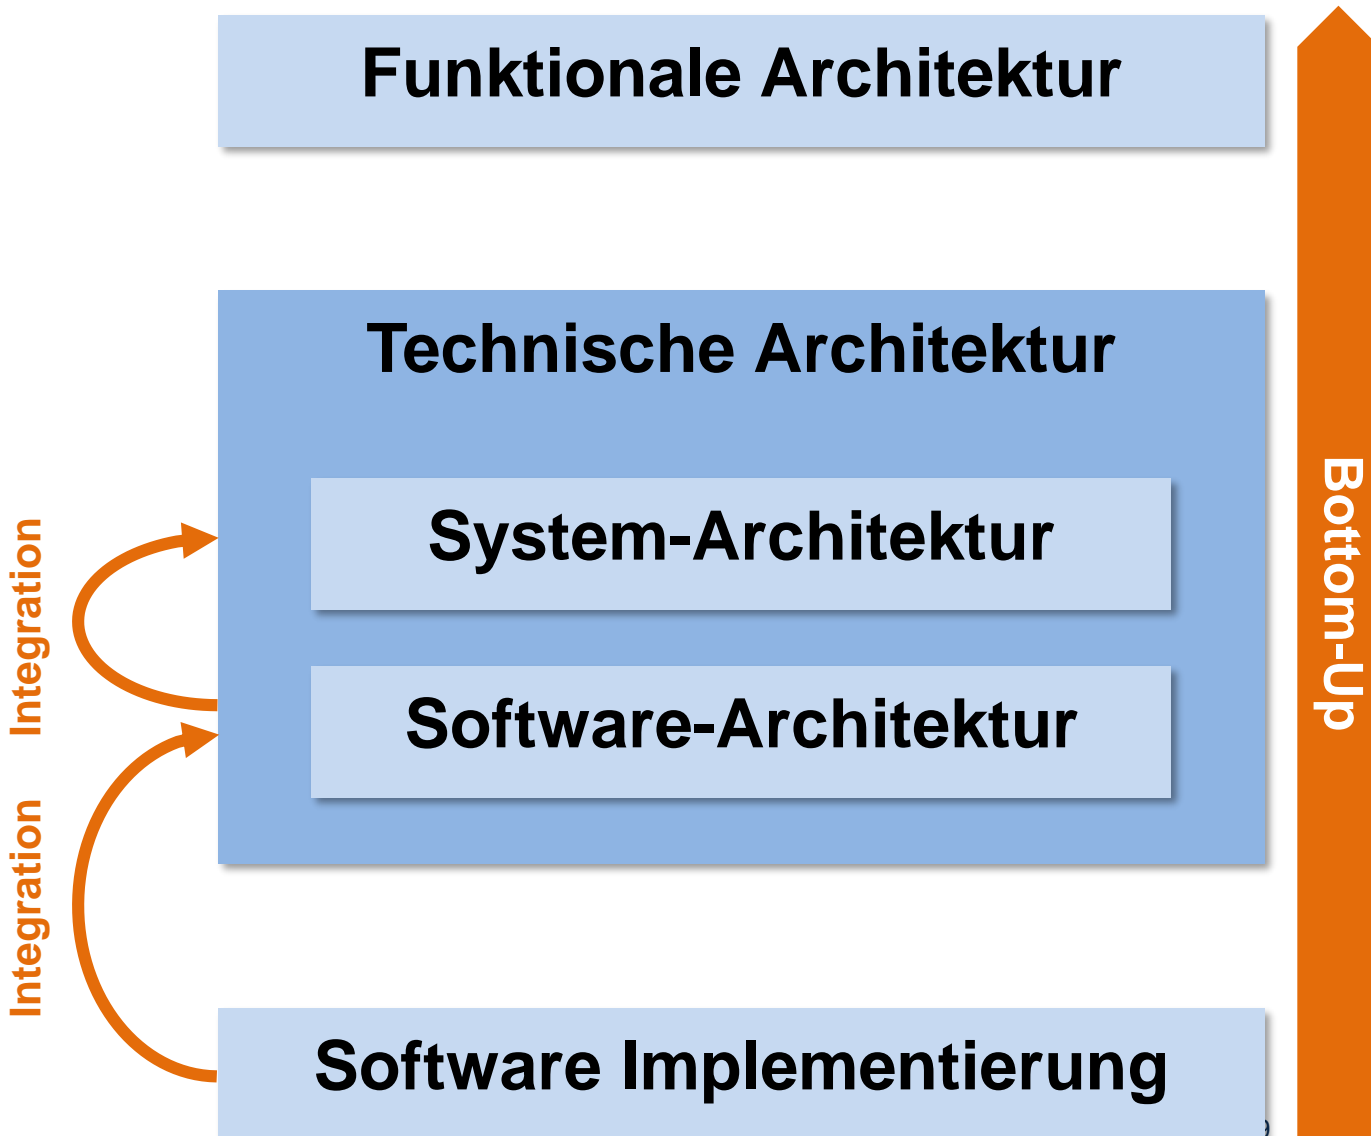 Funktionale Architektur
Technische Architektur
System-Architektur
Software-Architektur
Software Implementierung
Integration
Integration
Bottom-Up